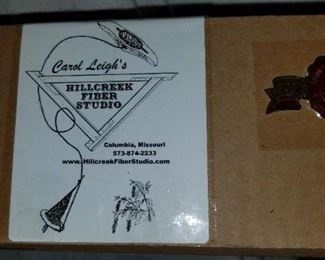 Carol Leigh's
HILLCREEK
FIBER
STUDIO
Columbia, Missouri
573-874-2233
www.HillcreekFiberStudio.com